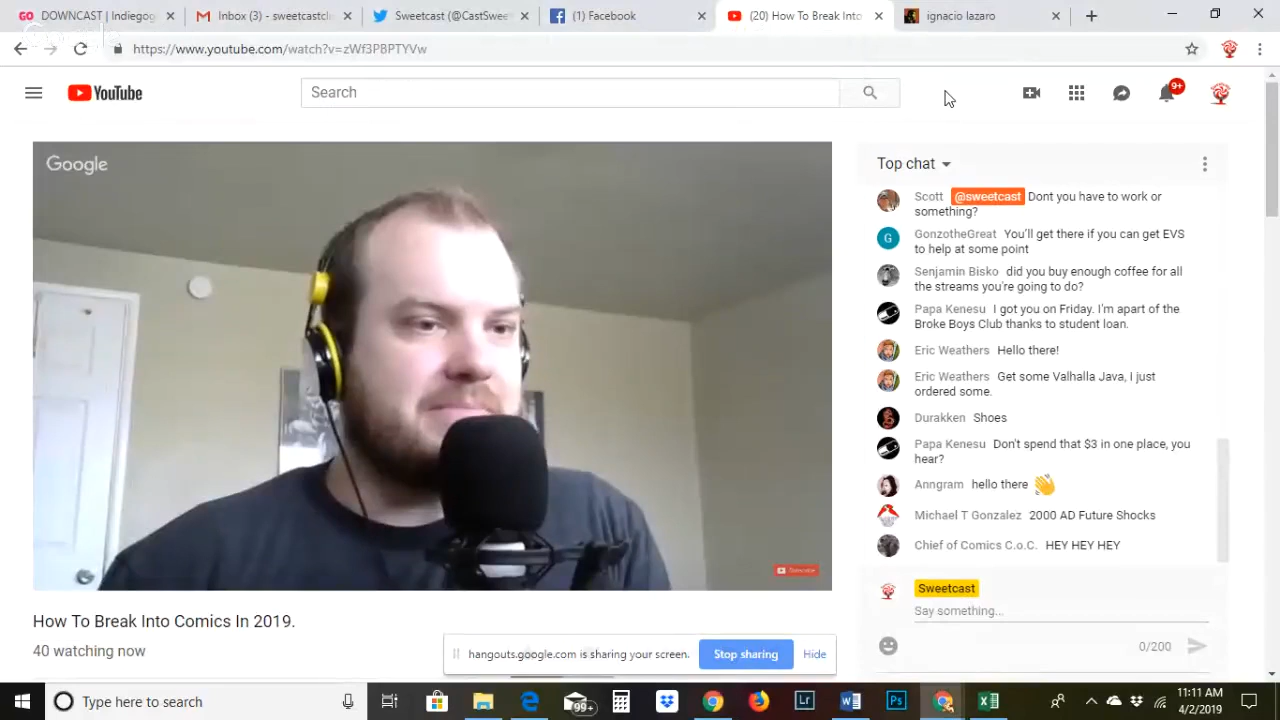 DOWNCAST | Indiegog
Inbox (3) - sweetcastcli
Sweetcast (@CastSwee
(1) Facebook
(20) How To Break Into
ignacio lazaro
https://www.youtube.com/watch?v=zWf3P8PTYVw
YouTube
Search
9+
Google
Top chat
Scott @sweetcast Dont you have to work or
something?
GonzotheGreat You'll get there if you can get EVS
to help at some point
Senjamin Bisko did you buy enough coffee for all
the streams you're going to do?
Papa Kenesu I got you on Friday. I'm apart of the
Broke Boys Club thanks to student loan.
Eric Weathers Hello there!
Eric Weathers Get some Valhalla Java, I just
ordered some.
Durakken Shoes
Papa Kenesu Don't spend that $3 in one place, you
hear?
Anngram hello there
Michael T Gonzalez 2000 AD Future Shocks
Chief of Comics C.o.C. HEY HEY HEY
Sweetcast
Say something...
0/200
How To Break Into Comics In 2019.
40 watching now
hangouts.google.com is sharing your screen.
Stop sharing
Hide
Type here to search
99+
Lr
Ps
11:11 AM
4/2/2019